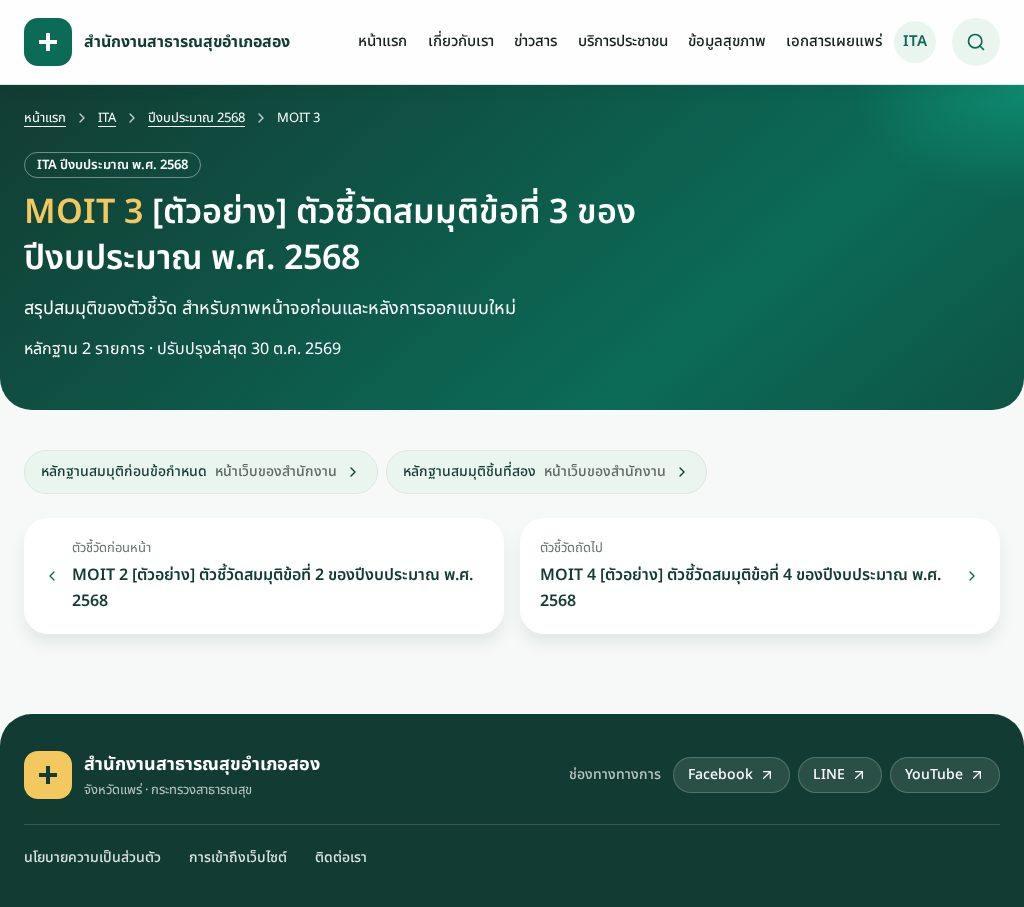 สำนักงานสาธารณสุขอำเภอสอง
หน้าแรก เกี่ยวกับเรา ข่าวสาร บริการประชาชน ข้อมูลสุขภาพ เอกสารเผยแพร่ ITA
หน้าแรก ITA ปีงบประมาณ 2568 MOIT 3
ITA ปีงบประมาณ พ.ศ. 2568
MOIT 3 [ตัวอย่าง] ตัวชี้วัดสมมุติข้อที่ 3 ของ
ปีงบประมาณ พ.ศ. 2568
สรุปสมมุติของตัวชี้วัด สำหรับภาพหน้าจอก่อนและหลังการออกแบบใหม่
หลักฐาน 2 รายการ · ปรับปรุงล่าสุด 30 ต.ค. 2569
หลักฐานสมมุติก่อนข้อกำหนด หน้าเว็บของสำนักงาน
หลักฐานสมมุติชิ้นที่สอง หน้าเว็บของสำนักงาน
ตัวชี้วัดก่อนหน้า
MOIT 2 [ตัวอย่าง] ตัวชี้วัดสมมุติข้อที่ 2 ของปีงบประมาณ พ.ศ.
2568
ตัวชี้วัดถัดไป
MOIT 4 [ตัวอย่าง] ตัวชี้วัดสมมุติข้อที่ 4 ของปีงบประมาณ พ.ศ.
2568
สำนักงานสาธารณสุขอำเภอสอง
จังหวัดแพร่ · กระทรวงสาธารณสุข
ช่องทางทางการ Facebook LINE YouTube
นโยบายความเป็นส่วนตัว การเข้าถึงเว็บไซต์ ติดต่อเรา